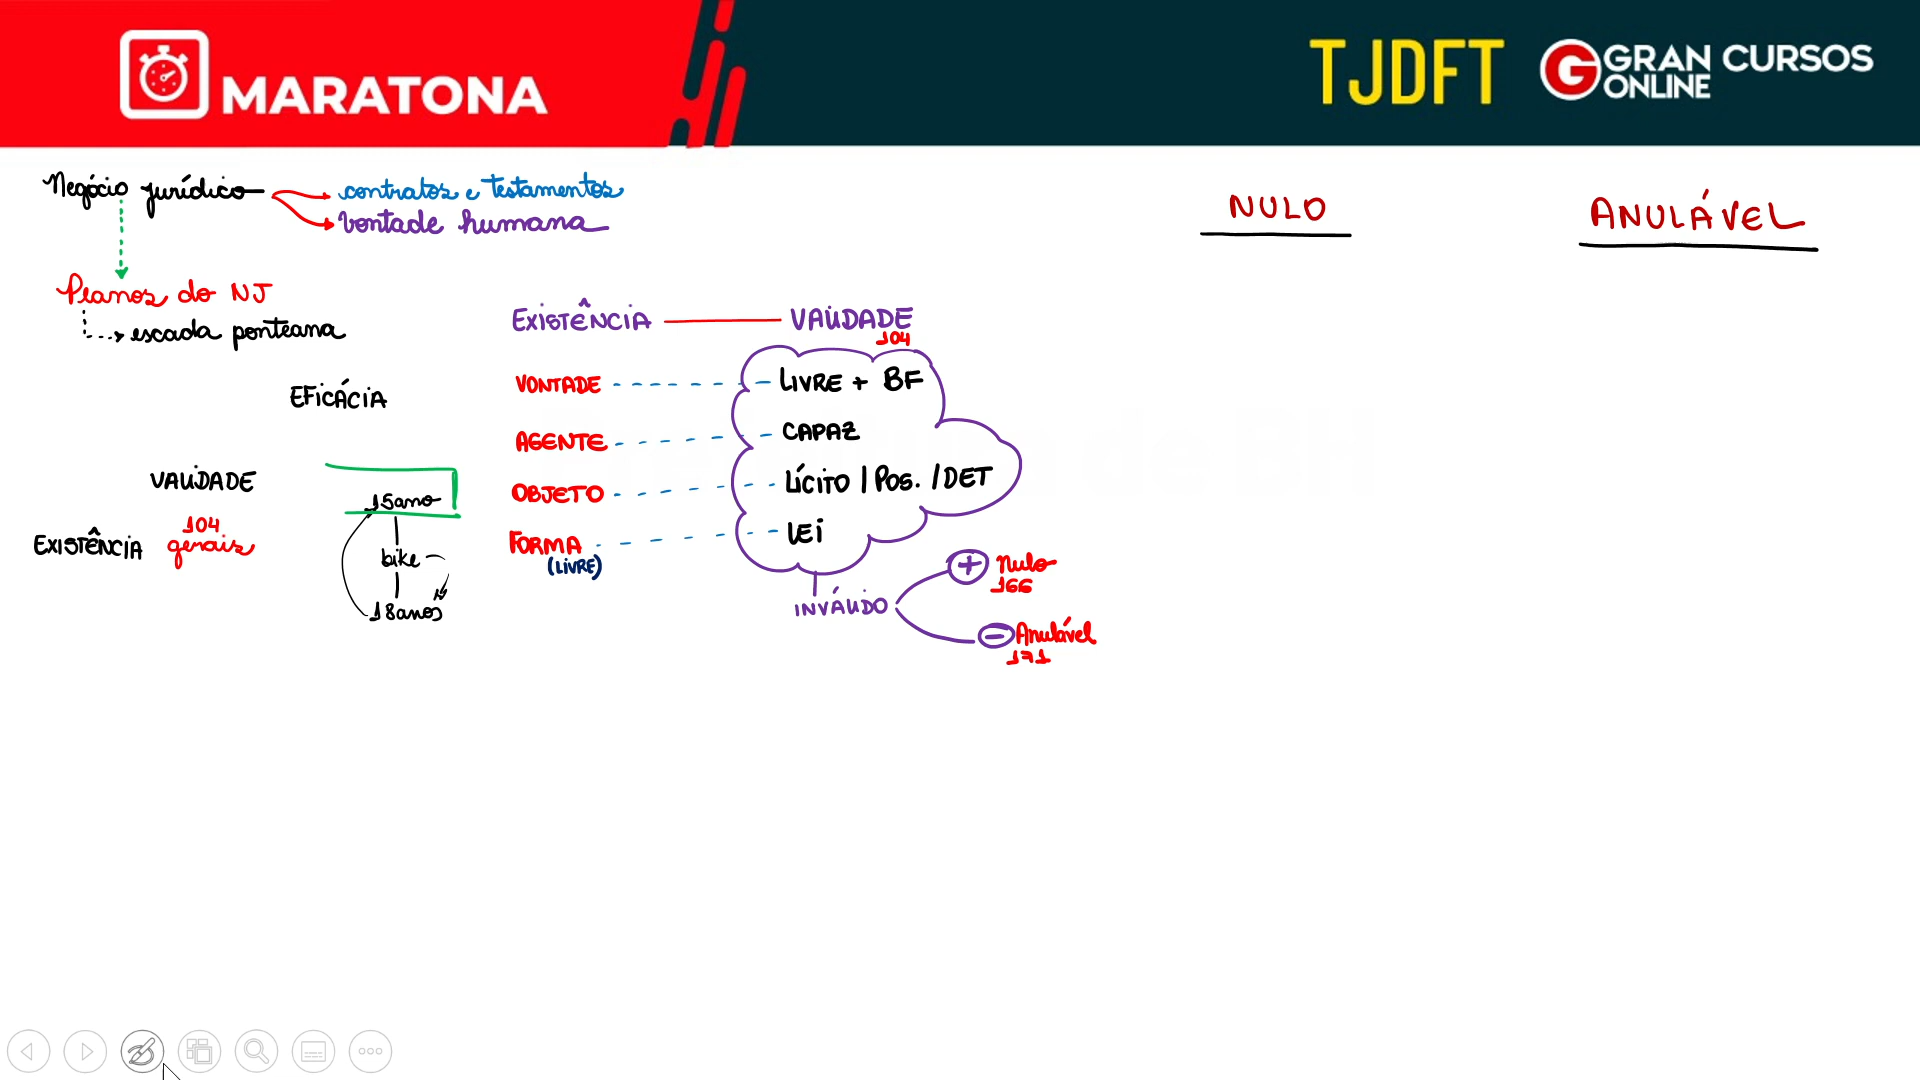 MARATONA
TJDFT
GRAN CURSOS
ONLINE
Negócio jurídico
contratos e testamentos
vontade humana
NULO
ANULÁVEL
Planos do NJ
escada ponteana
EXISTÊNCIA
VALIDADE
104
EFICÁCIA
VALIDADE
EXISTÊNCIA
104
gerais
15ano
bike
18anos
VONTADE
LIVRE + BF
AGENTE
CAPAZ
OBJETO
LÍCITO / POS. / DET
FORMA
(LIVRE)
LEI
INVÁLIDO
+ Nulo
166
- Anulável
171